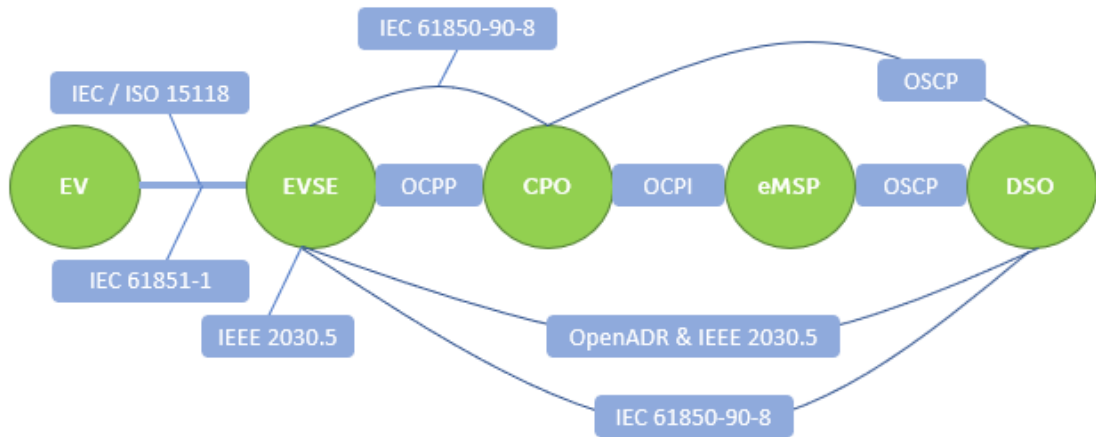 IEC 61850-90-8
IEC / ISO 15118
OSCP
EV
EVSE
OCPP
CPO
OCPI
eMSP
OSCP
DSO
IEC 61851-1
IEEE 2030.5
OpenADR & IEEE 2030.5
IEC 61850-90-8